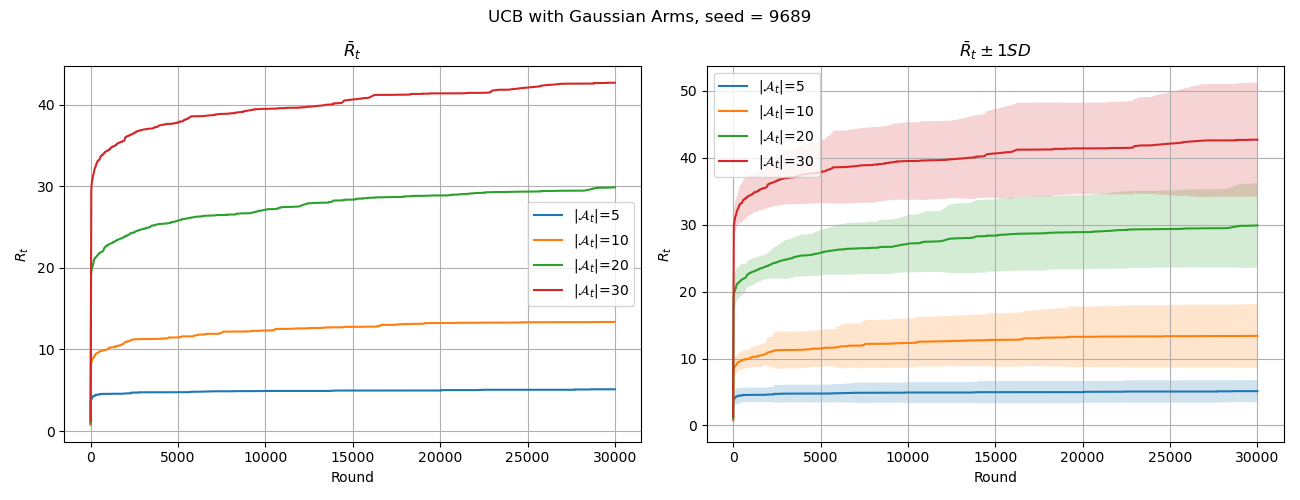 UCB with Gaussian Arms, seed = 9689
R̄ₜ
R̄ₜ ± 1SD
Rₜ
40
30
20
10
0
|𝒜ₜ|=5
|𝒜ₜ|=10
|𝒜ₜ|=20
|𝒜ₜ|=30
0 5000 10000 15000 20000 25000 30000
Round
Rₜ
50
40
30
20
10
0
|𝒜ₜ|=5
|𝒜ₜ|=10
|𝒜ₜ|=20
|𝒜ₜ|=30
0 5000 10000 15000 20000 25000 30000
Round